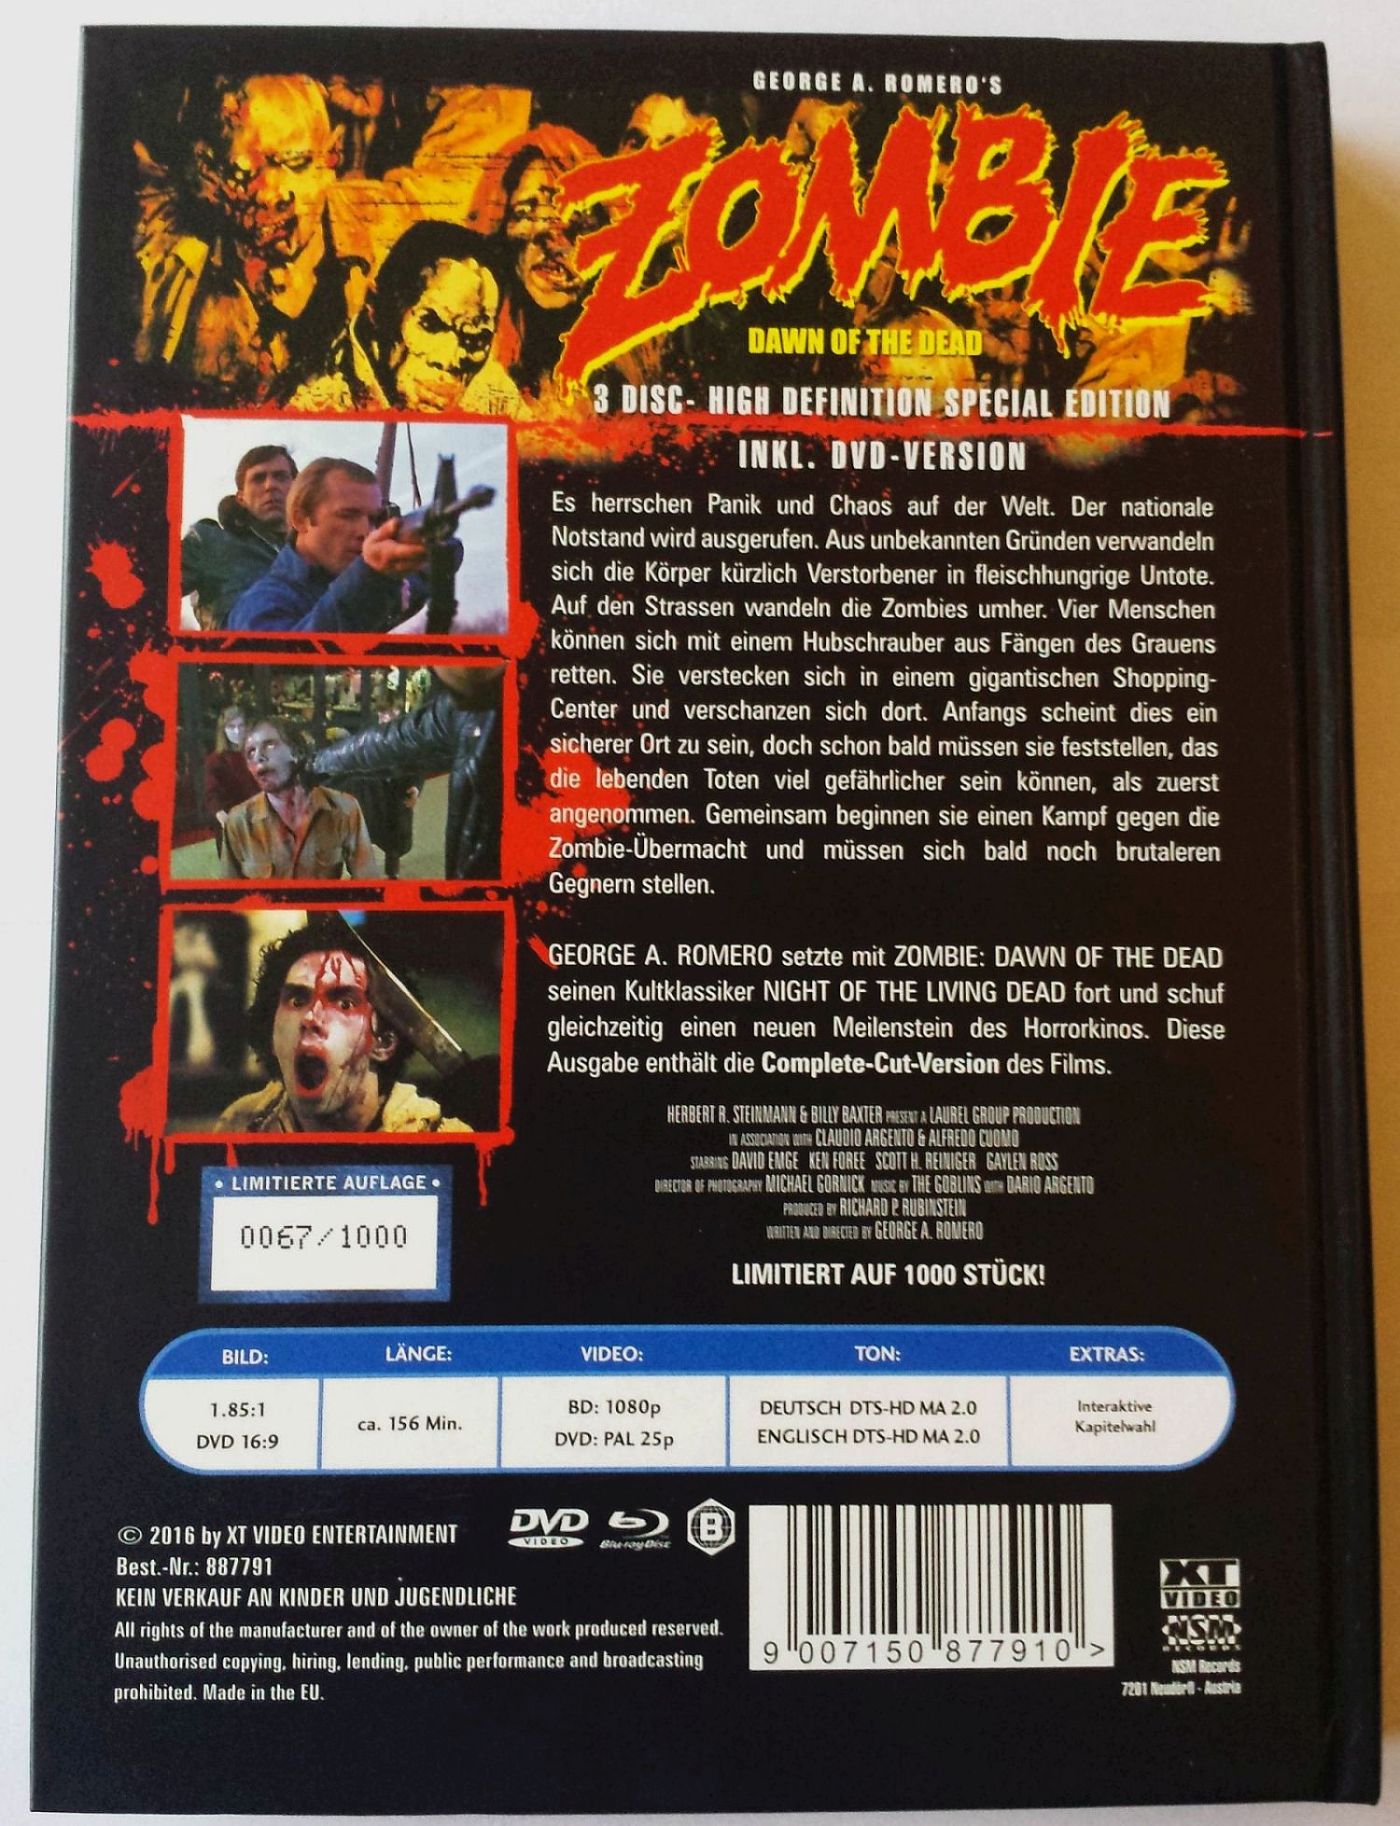 GEORGE A. ROMERO'S
ZOMBIE
DAWN OF THE DEAD
3 DISC- HIGH DEFINITION SPECIAL EDITION
INKL. DVD-VERSION
Es herrschen Panik und Chaos auf der Welt. Der nationale
Notstand wird ausgerufen. Aus unbekannten Gründen verwandeln
sich die Körper kürzlich Verstorbener in fleischhungrige Untote.
Auf den Strassen wandeln die Zombies umher. Vier Menschen
können sich mit einem Hubschrauber aus Fängen des Grauens
retten. Sie verstecken sich in einem gigantischen Shopping-
Center und verschanzen sich dort. Anfangs scheint dies ein
sicherer Ort zu sein, doch schon bald müssen sie feststellen, das
die lebenden Toten viel gefährlicher sein können, als zuerst
angenommen. Gemeinsam beginnen sie einen Kampf gegen die
Zombie-Übermacht und müssen sich bald noch brutaleren
Gegnern stellen.
GEORGE A. ROMERO setzte mit ZOMBIE: DAWN OF THE DEAD
seinen Kultklassiker NIGHT OF THE LIVING DEAD fort und schuf
gleichzeitig einen neuen Meilenstein des Horrorkinos. Diese
Ausgabe enthält die Complete-Cut-Version des Films.
HERBERT R. STEINMANN & BILLY BAXTER PRESENT A LAUREL GROUP PRODUCTION
IN ASSOCIATION WITH CLAUDIO ARGENTO & ALFREDO CUOMO
STARRING DAVID EMGE KEN FOREE SCOTT H. REINIGER GAYLEN ROSS
DIRECTOR OF PHOTOGRAPHY MICHAEL GORNICK MUSIC BY THE GOBLINS WITH DARIO ARGENTO
PRODUCED BY RICHARD P. RUBINSTEIN
WRITTEN AND DIRECTED BY GEORGE A. ROMERO
LIMITIERT AUF 1000 STÜCK!
• LIMITIERTE AUFLAGE •
0067/1000
BILD: LÄNGE: VIDEO: TON: EXTRAS:
1.85:1 ca. 156 Min. BD: 1080p DEUTSCH DTS-HD MA 2.0 Interaktive
DVD 16:9 DVD: PAL 25p ENGLISCH DTS-HD MA 2.0 Kapitelwahl
© 2016 by XT VIDEO ENTERTAINMENT
Best.-Nr.: 887791
KEIN VERKAUF AN KINDER UND JUGENDLICHE
All rights of the manufacturer and of the owner of the work produced reserved.
Unauthorised copying, hiring, lending, public performance and broadcasting
prohibited. Made in the EU.
DVD VIDEO Blu-ray Disc B
9 007150 877910 >
XT
VIDEO
NSM
RECORDS
NSM Records
7201 Neudörfl - Austria